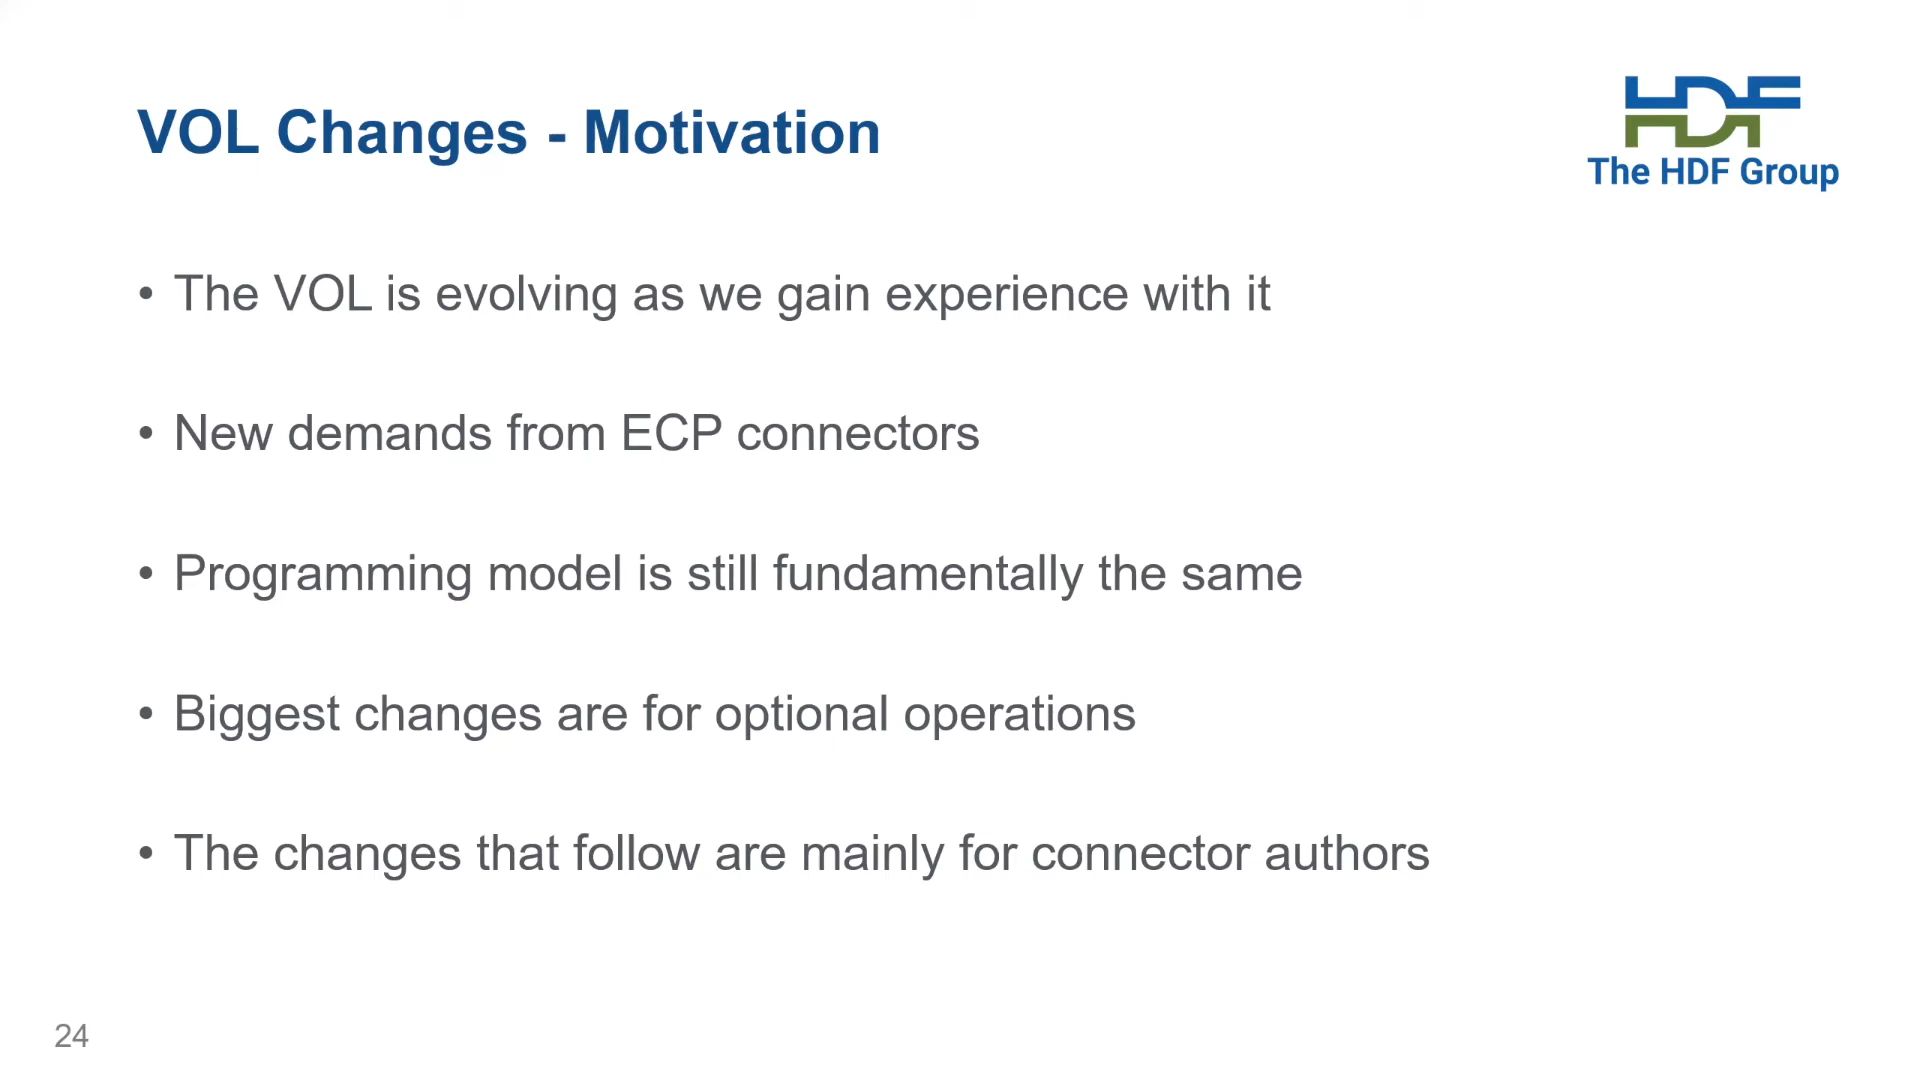 VOL Changes - Motivation
HDF
The HDF Group
• The VOL is evolving as we gain experience with it
• New demands from ECP connectors
• Programming model is still fundamentally the same
• Biggest changes are for optional operations
• The changes that follow are mainly for connector authors
24